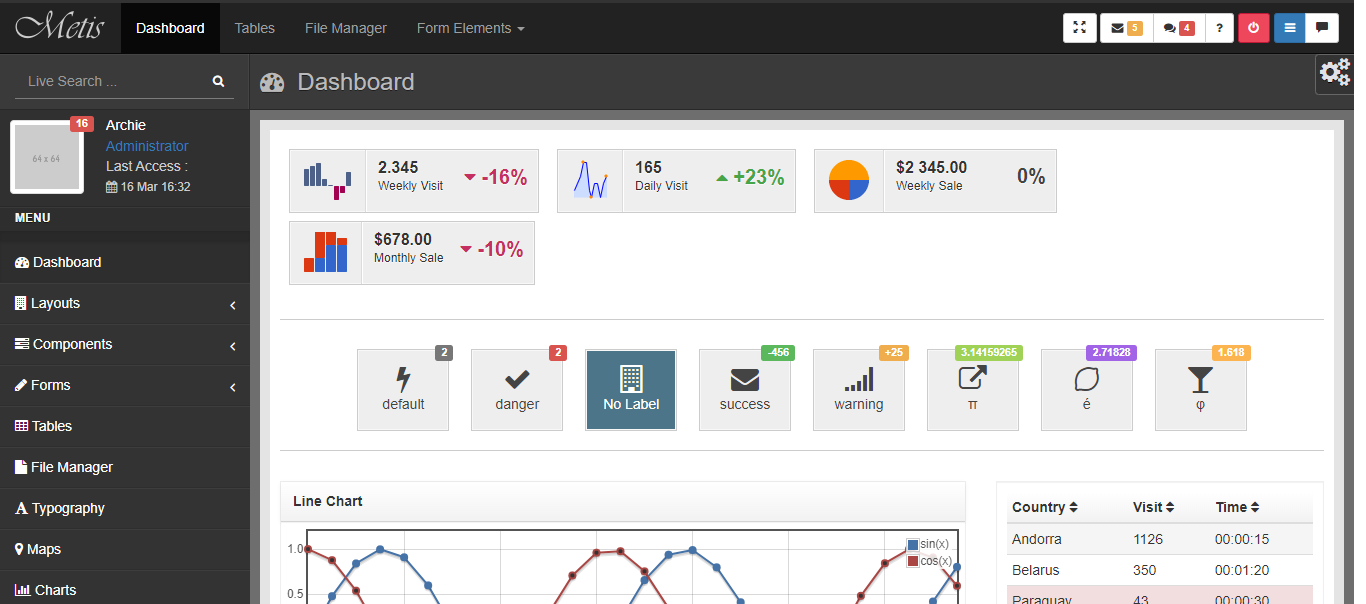 Metis Dashboard Tables File Manager Form Elements 5 4 ?
Live Search ...
Dashboard
16
64 x 64
Archie
Administrator
Last Access :
16 Mar 16:32
MENU
Dashboard
Layouts
Components
Forms
Tables
File Manager
Typography
Maps
Charts
2.345
Weekly Visit
-16%
165
Daily Visit
+23%
$2 345.00
Weekly Sale
0%
$678.00
Monthly Sale
-10%
2
default
2
danger
No Label
-456
success
+25
warning
3.14159265
π
2.71828
é
1.618
φ
Line Chart
1.0
0.5
sin(x)
cos(x)
Country Visit Time
Andorra 1126 00:00:15
Belarus 350 00:01:20
Paraguay 43 00:00:30